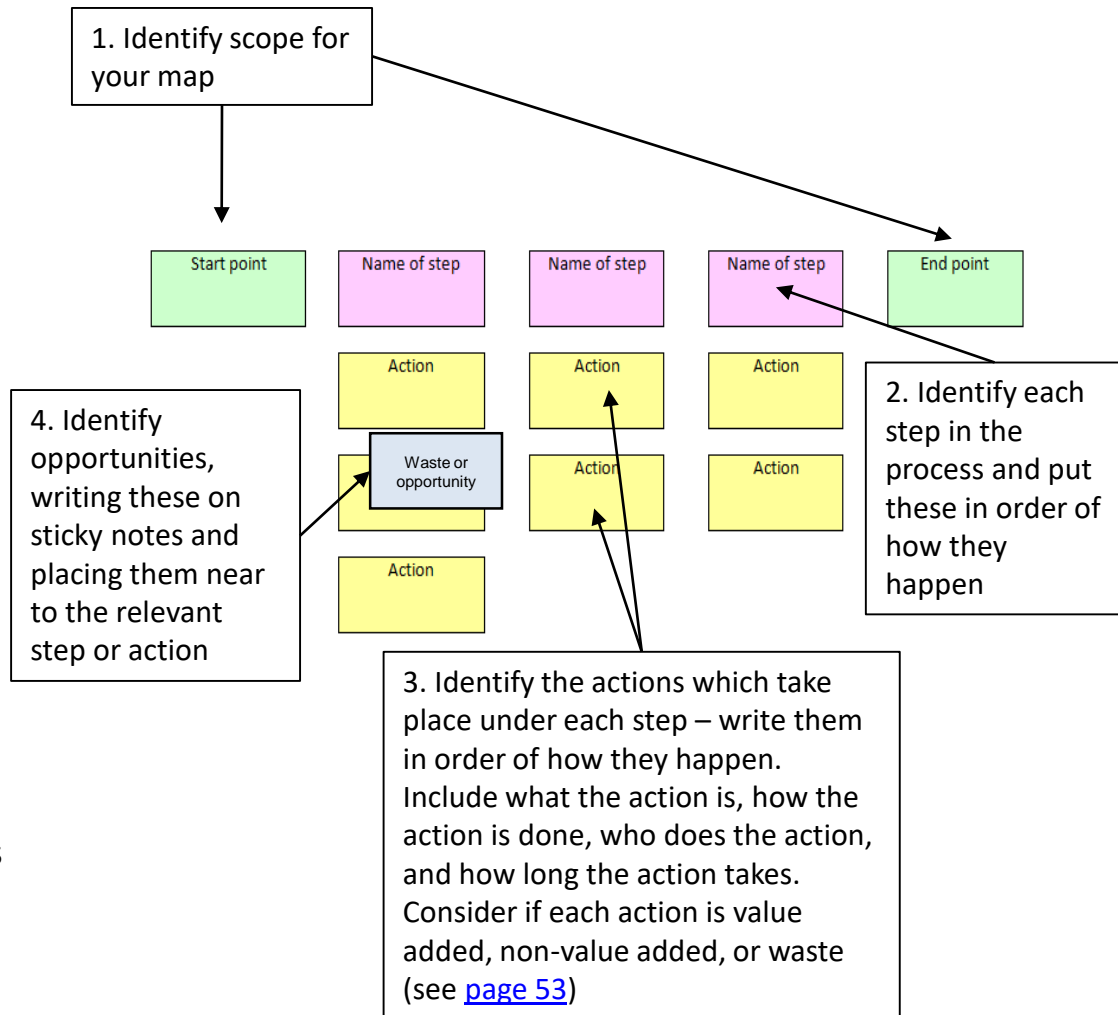 1. Identify scope for
your map
Start point
Name of step
Name of step
Name of step
End point
Action
Action
Action
4. Identify
opportunities,
writing these on
sticky notes and
placing them near
to the relevant
step or action
Waste or
opportunity
Action
Action
Action
2. Identify each
step in the
process and put
these in order of
how they
happen
3. Identify the actions which take
place under each step – write them
in order of how they happen.
Include what the action is, how the
action is done, who does the action,
and how long the action takes.
Consider if each action is value
added, non-value added, or waste
(see page 53)